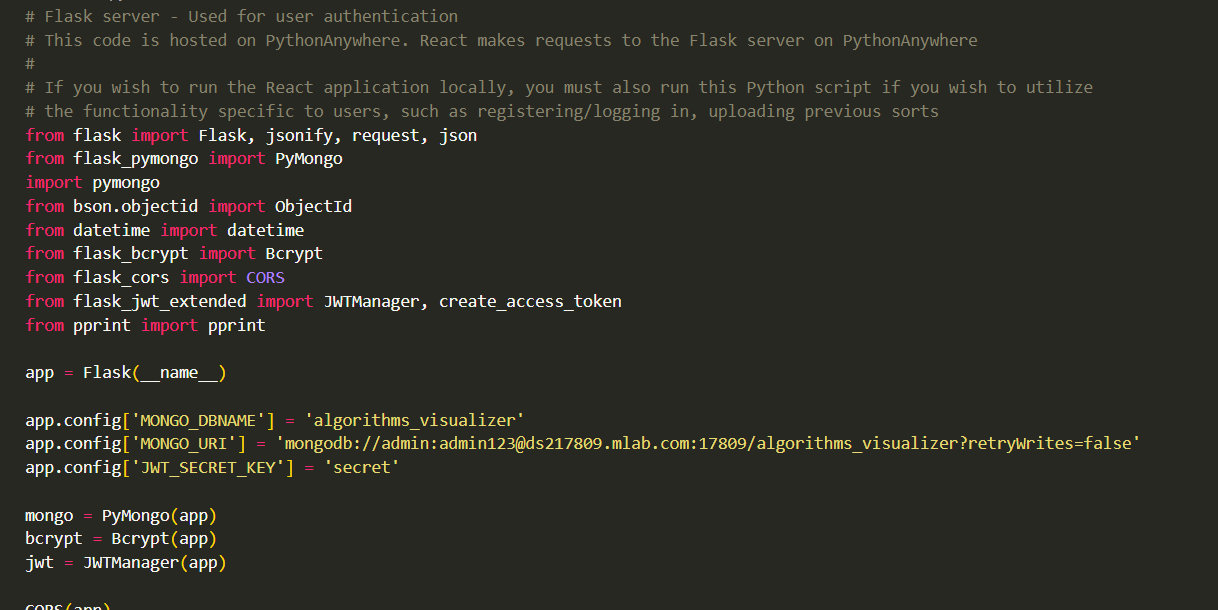 # Flask server - Used for user authentication
# This code is hosted on PythonAnywhere. React makes requests to the Flask server on PythonAnywhere
#
# If you wish to run the React application locally, you must also run this Python script if you wish to utilize
# the functionality specific to users, such as registering/logging in, uploading previous sorts
from flask import Flask, jsonify, request, json
from flask_pymongo import PyMongo
import pymongo
from bson.objectid import ObjectId
from datetime import datetime
from flask_bcrypt import Bcrypt
from flask_cors import CORS
from flask_jwt_extended import JWTManager, create_access_token
from pprint import pprint
app = Flask(__name__)
app.config['MONGO_DBNAME'] = 'algorithms_visualizer'
app.config['MONGO_URI'] = 'mongodb://admin:admin123@ds217809.mlab.com:17809/algorithms_visualizer?retryWrites=false'
app.config['JWT_SECRET_KEY'] = 'secret'
mongo = PyMongo(app)
bcrypt = Bcrypt(app)
jwt = JWTManager(app)
CORS(app)